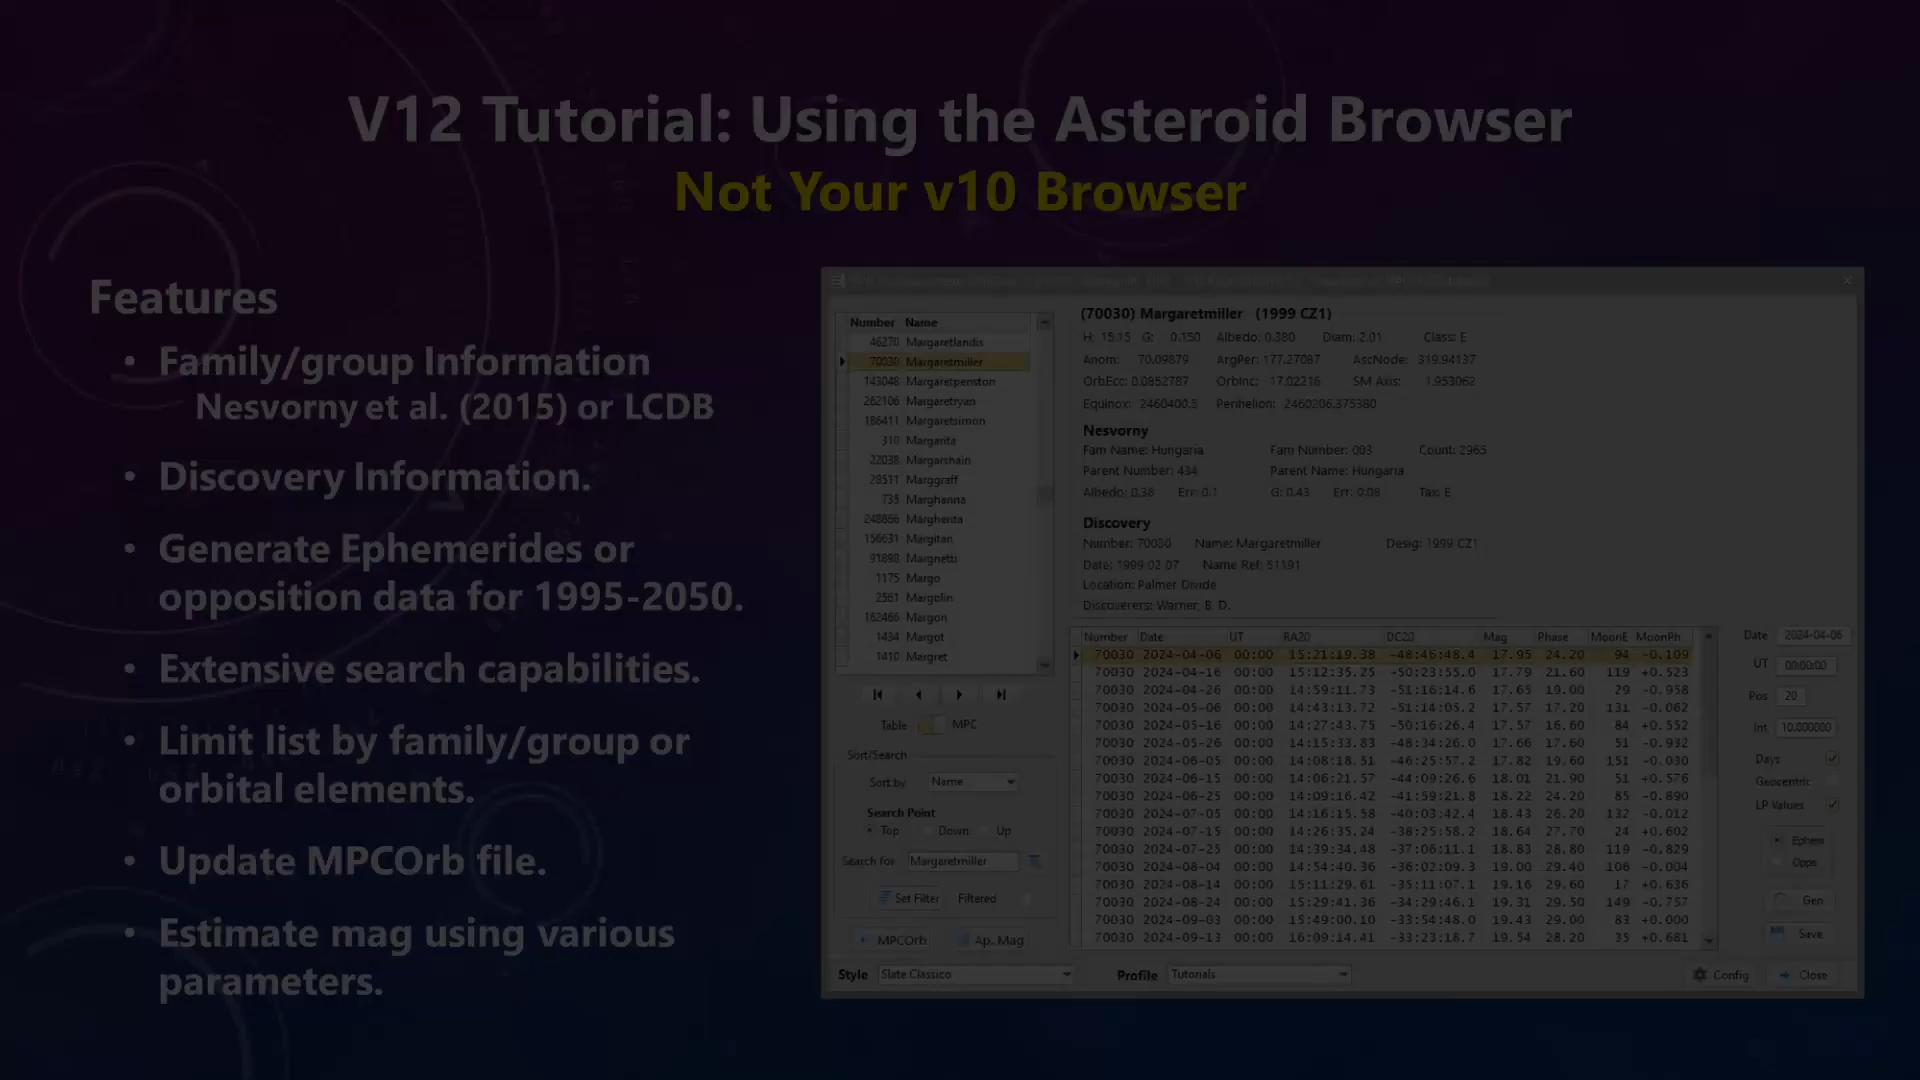 V12 Tutorial: Using the Asteroid Browser
Not Your v10 Browser
Features
• Family/group Information
Nesvorny et al. (2015) or LCDB
• Discovery Information.
• Generate Ephemerides or
opposition data for 1995-2050.
• Extensive search capabilities.
• Limit list by family/group or
orbital elements.
• Update MPCOrb file.
• Estimate mag using various
parameters.
Number Name
46270 Margaretlandis
70030 Margaretmiller
143048 Margaretpenston
262106 Margaretryan
186411 Margaretsimon
310 Margarita
22038 Margarshain
28511 Marggraff
735 Marghanna
248866 Margherita
156631 Margitan
91898 Margnetti
1175 Margo
2561 Margolin
162466 Margon
1434 Margot
1410 Margret
Table MPC
Sort/Search
Sort by Name
Search Point
Top Down Up
Search for Margaretmiller
Set Filter Filtered
MPCOrb Ap. Mag
(70030) Margaretmiller (1999 CZ1)
H: 15.15 G: 0.150 Albedo: 0.380 Diam: 2.01 Class: E
Anom: 70.09879 ArgPer: 177.27087 AscNode: 319.94137
OrbEcc: 0.0852787 OrbInc: 17.02216 SM Axis: 1.953062
Equinox: 2460400.5 Perihelion: 2460206.375380
Nesvorny
Fam Name: Hungaria Fam Number: 003 Count: 2965
Parent Number: 434 Parent Name: Hungaria
Albedo: 0.38 Err: 0.1 G: 0.43 Err: 0.08 Tax: E
Discovery
Number: 70030 Name: Margaretmiller Desig: 1999 CZ1
Date: 1999 02 07 Name Ref: 51191
Location: Palmer Divide
Discoverers: Warner, B. D.
Number Date UT RA20 DC20 Mag Phase MoonE MoonPh
70030 2024-04-06 00:00 15:21:19.38 -48:46:48.4 17.95 24.20 94 -0.109
70030 2024-04-16 00:00 15:12:35.25 -50:23:55.0 17.79 21.60 119 +0.523
70030 2024-04-26 00:00 14:59:11.73 -51:16:14.6 17.65 19.00 29 -0.958
70030 2024-05-06 00:00 14:43:13.72 -51:14:05.2 17.57 17.20 131 -0.062
70030 2024-05-16 00:00 14:27:43.75 -50:16:26.4 17.57 16.60 84 +0.552
70030 2024-05-26 00:00 14:15:33.83 -48:34:26.0 17.66 17.60 51 -0.932
70030 2024-06-05 00:00 14:08:18.51 -46:25:57.2 17.82 19.60 151 -0.030
70030 2024-06-15 00:00 14:06:21.57 -44:09:26.6 18.01 21.90 51 +0.576
70030 2024-06-25 00:00 14:09:16.42 -41:59:21.8 18.22 24.20 85 -0.890
70030 2024-07-05 00:00 14:16:15.58 -40:03:42.4 18.43 26.20 132 -0.012
70030 2024-07-15 00:00 14:26:35.24 -38:25:58.2 18.64 27.70 24 +0.602
70030 2024-07-25 00:00 14:39:34.48 -37:06:11.1 18.83 28.80 119 -0.829
70030 2024-08-04 00:00 14:54:40.36 -36:02:09.3 19.00 29.40 106 -0.004
70030 2024-08-14 00:00 15:11:29.61 -35:11:07.1 19.16 29.60 17 +0.636
70030 2024-08-24 00:00 15:29:41.36 -34:29:46.1 19.31 29.50 149 -0.757
70030 2024-09-03 00:00 15:49:00.10 -33:54:48.0 19.43 29.00 83 +0.000
70030 2024-09-13 00:00 16:09:14.41 -33:23:18.7 19.54 28.20 35 +0.681
Date 2024-04-06
UT 00:00:00
Pos 20
Int 10.000000
Days
Geocentric
LP Values
Ephem
Opps
Gen
Save
Style Slate Classico Profile Tutorials Config Close